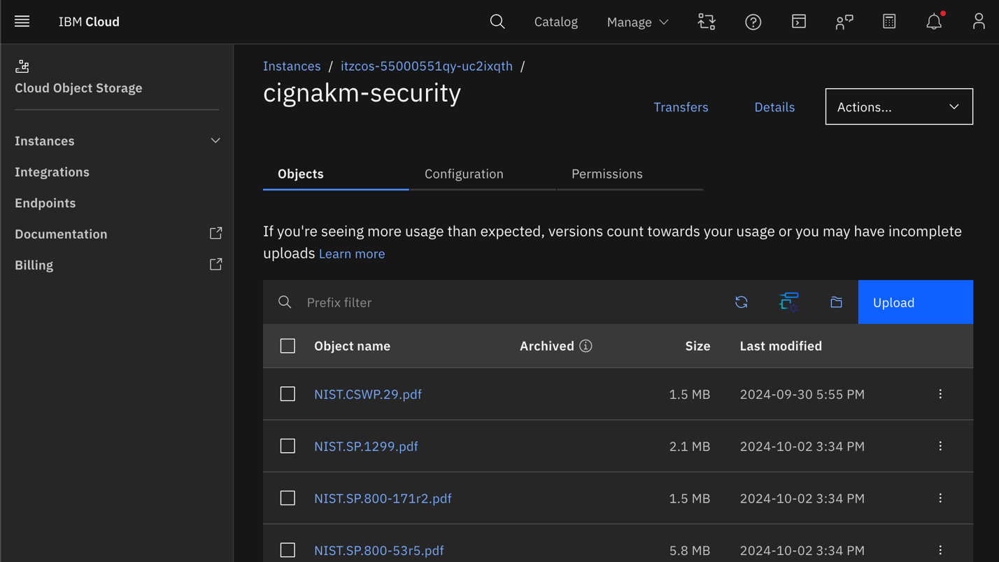 IBM Cloud
Catalog
Manage
Cloud Object Storage
Instances
Integrations
Endpoints
Documentation
Billing
Instances / itzcos-55000551qy-uc2ixqth /
cignakm-security
Transfers
Details
Actions...
Objects
Configuration
Permissions
If you're seeing more usage than expected, versions count towards your usage or you may have incomplete
uploads Learn more
Prefix filter
Upload
Object name Archived Size Last modified
NIST.CSWP.29.pdf 1.5 MB 2024-09-30 5:55 PM
NIST.SP.1299.pdf 2.1 MB 2024-10-02 3:34 PM
NIST.SP.800-171r2.pdf 1.5 MB 2024-10-02 3:34 PM
NIST.SP.800-53r5.pdf 5.8 MB 2024-10-02 3:34 PM